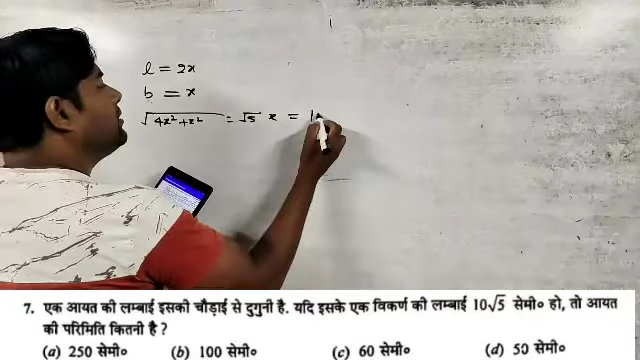 l = 2x
b = x
√4x² + x² = √5 x = 1
7. एक आयत की लम्बाई इसकी चौड़ाई से दुगुनी है. यदि इसके एक विकर्ण की लम्बाई 10√5 सेमी० हो, तो आयत
की परिमिति कितनी है ?
(a) 250 सेमी० (b) 100 सेमी० (c) 60 सेमी० (d) 50 सेमी०